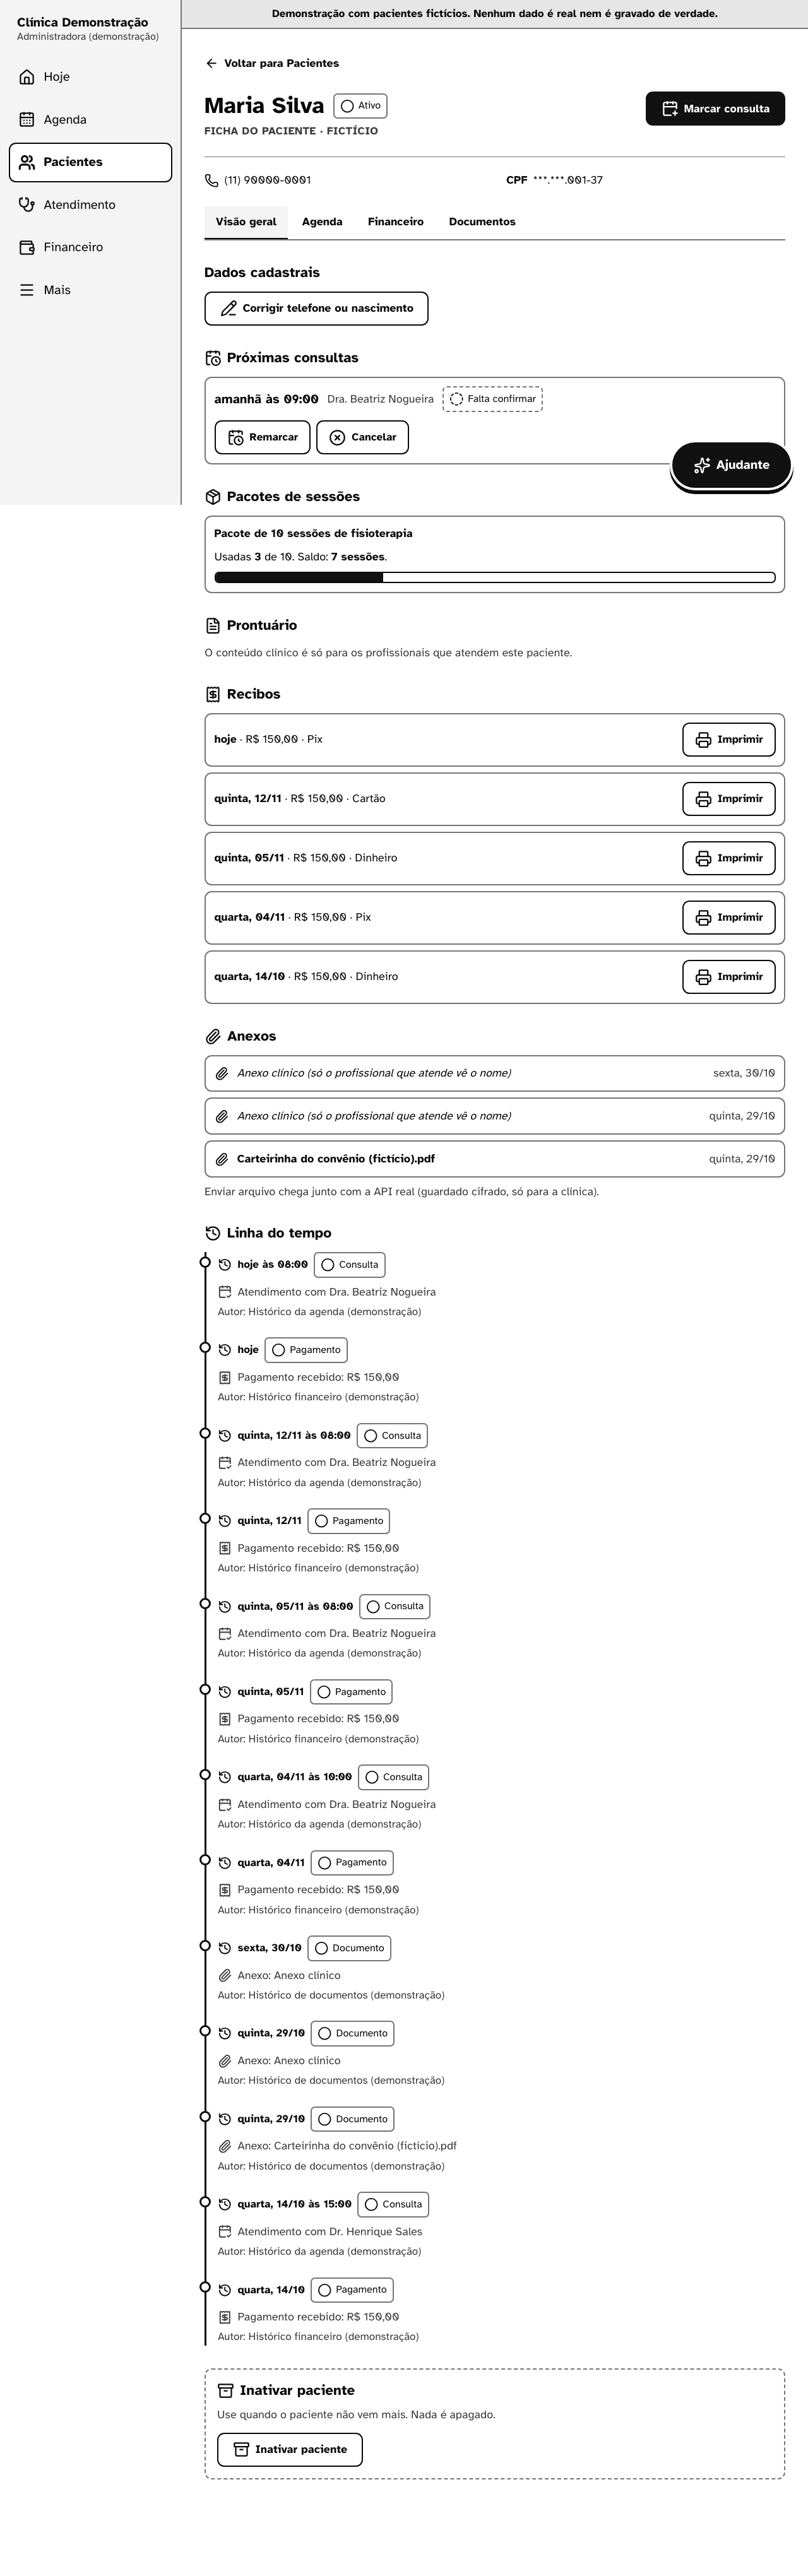 Clínica Demonstração
Administradora (demonstração)
Hoje
Agenda
Pacientes
Atendimento
Financeiro
Mais
Demonstração com pacientes fictícios. Nenhum dado é real nem é gravado de verdade.
Voltar para Pacientes
Maria Silva Ativo
FICHA DO PACIENTE · FICTÍCIO
Marcar consulta
(11) 90000-0001
CPF ***.***.001-37
Visão geral Agenda Financeiro Documentos
Dados cadastrais
Corrigir telefone ou nascimento
Próximas consultas
amanhã às 09:00 Dra. Beatriz Nogueira Falta confirmar
Remarcar Cancelar
Ajudante
Pacotes de sessões
Pacote de 10 sessões de fisioterapia
Usadas 3 de 10. Saldo: 7 sessões.
Prontuário
O conteúdo clínico é só para os profissionais que atendem este paciente.
Recibos
hoje · R$ 150,00 · Pix Imprimir
quinta, 12/11 · R$ 150,00 · Cartão Imprimir
quinta, 05/11 · R$ 150,00 · Dinheiro Imprimir
quarta, 04/11 · R$ 150,00 · Pix Imprimir
quarta, 14/10 · R$ 150,00 · Dinheiro Imprimir
Anexos
Anexo clínico (só o profissional que atende vê o nome) sexta, 30/10
Anexo clínico (só o profissional que atende vê o nome) quinta, 29/10
Carteirinha do convênio (fictício).pdf quinta, 29/10
Enviar arquivo chega junto com a API real (guardado cifrado, só para a clínica).
Linha do tempo
hoje às 08:00 Consulta
Atendimento com Dra. Beatriz Nogueira
Autor: Histórico da agenda (demonstração)
hoje Pagamento
Pagamento recebido: R$ 150,00
Autor: Histórico financeiro (demonstração)
quinta, 12/11 às 08:00 Consulta
Atendimento com Dra. Beatriz Nogueira
Autor: Histórico da agenda (demonstração)
quinta, 12/11 Pagamento
Pagamento recebido: R$ 150,00
Autor: Histórico financeiro (demonstração)
quinta, 05/11 às 08:00 Consulta
Atendimento com Dra. Beatriz Nogueira
Autor: Histórico da agenda (demonstração)
quinta, 05/11 Pagamento
Pagamento recebido: R$ 150,00
Autor: Histórico financeiro (demonstração)
quarta, 04/11 às 10:00 Consulta
Atendimento com Dra. Beatriz Nogueira
Autor: Histórico da agenda (demonstração)
quarta, 04/11 Pagamento
Pagamento recebido: R$ 150,00
Autor: Histórico financeiro (demonstração)
sexta, 30/10 Documento
Anexo: Anexo clínico
Autor: Histórico de documentos (demonstração)
quinta, 29/10 Documento
Anexo: Anexo clínico
Autor: Histórico de documentos (demonstração)
quinta, 29/10 Documento
Anexo: Carteirinha do convênio (fictício).pdf
Autor: Histórico de documentos (demonstração)
quarta, 14/10 às 15:00 Consulta
Atendimento com Dr. Henrique Sales
Autor: Histórico da agenda (demonstração)
quarta, 14/10 Pagamento
Pagamento recebido: R$ 150,00
Autor: Histórico financeiro (demonstração)
Inativar paciente
Use quando o paciente não vem mais. Nada é apagado.
Inativar paciente